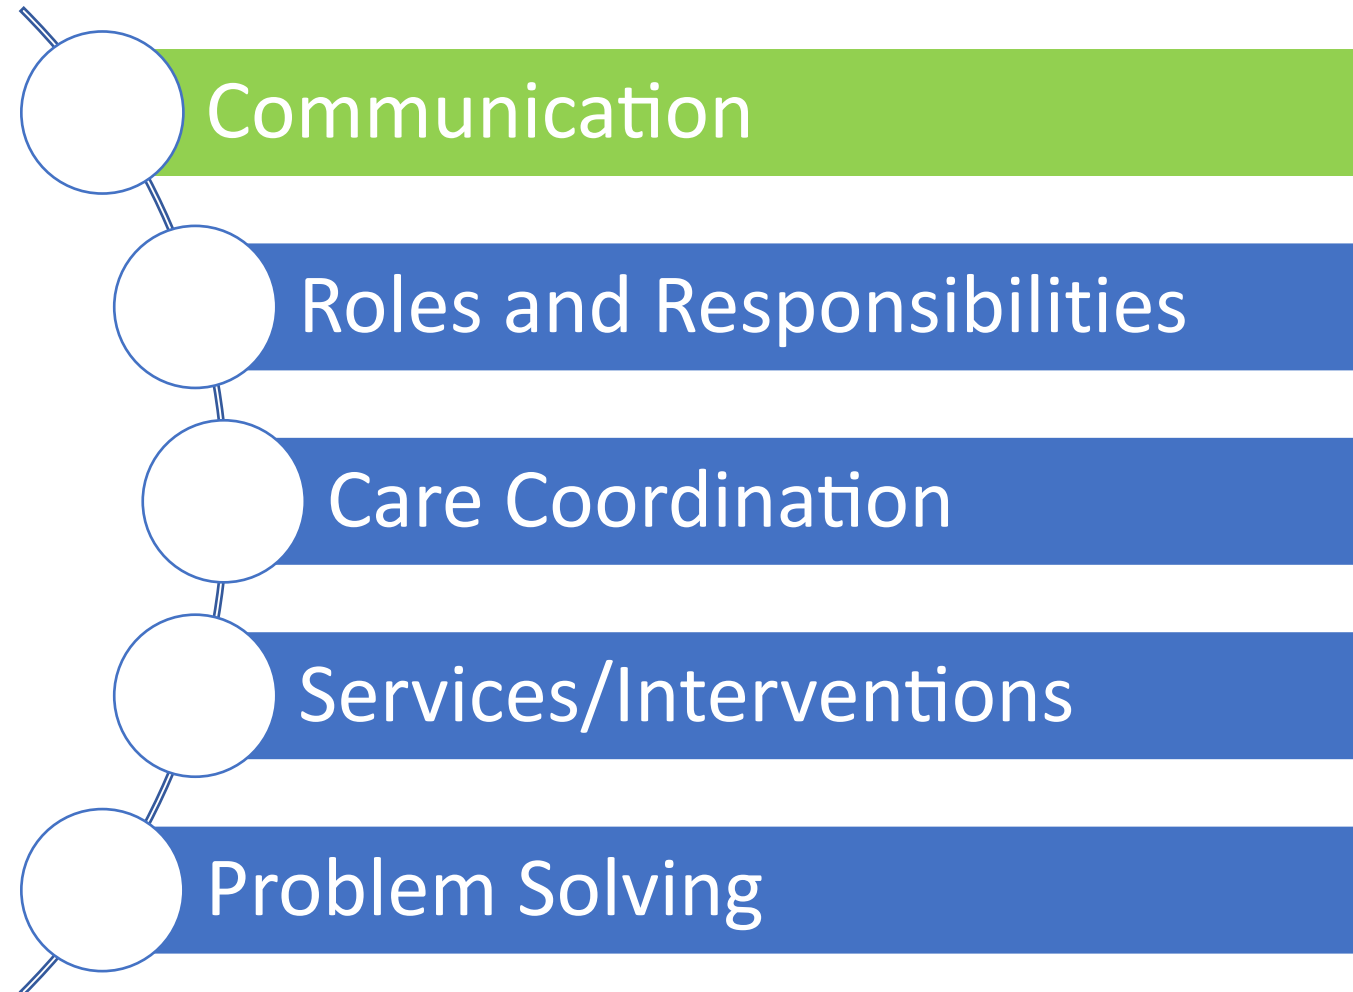 Communication
Roles and Responsibilities
Care Coordination
Services/Interventions
Problem Solving